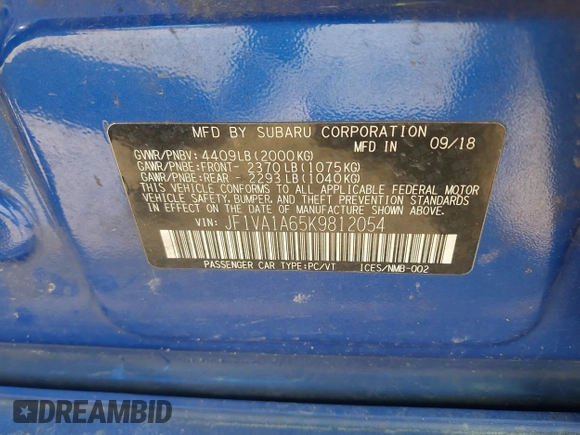 MFD BY SUBARU CORPORATION
MFD IN 09/18
GVWR/PNBV: 4409LB(2000KG)
GAWR/PNBE:FRONT- 2370LB(1075KG)
GAWR/PNBE:REAR - 2293LB(1040KG)
THIS VEHICLE CONFORMS TO ALL APPLICABLE FEDERAL MOTOR
VEHICLE SAFETY, BUMPER, AND THEFT PREVENTION STANDARDS
IN EFFECT ON THE DATE OF MANUFACTURE SHOWN ABOVE.
VIN: JF1VA1A65K9812054
PASSENGER CAR TYPE:PC/VT ICES/NMB-002
DREAMBID